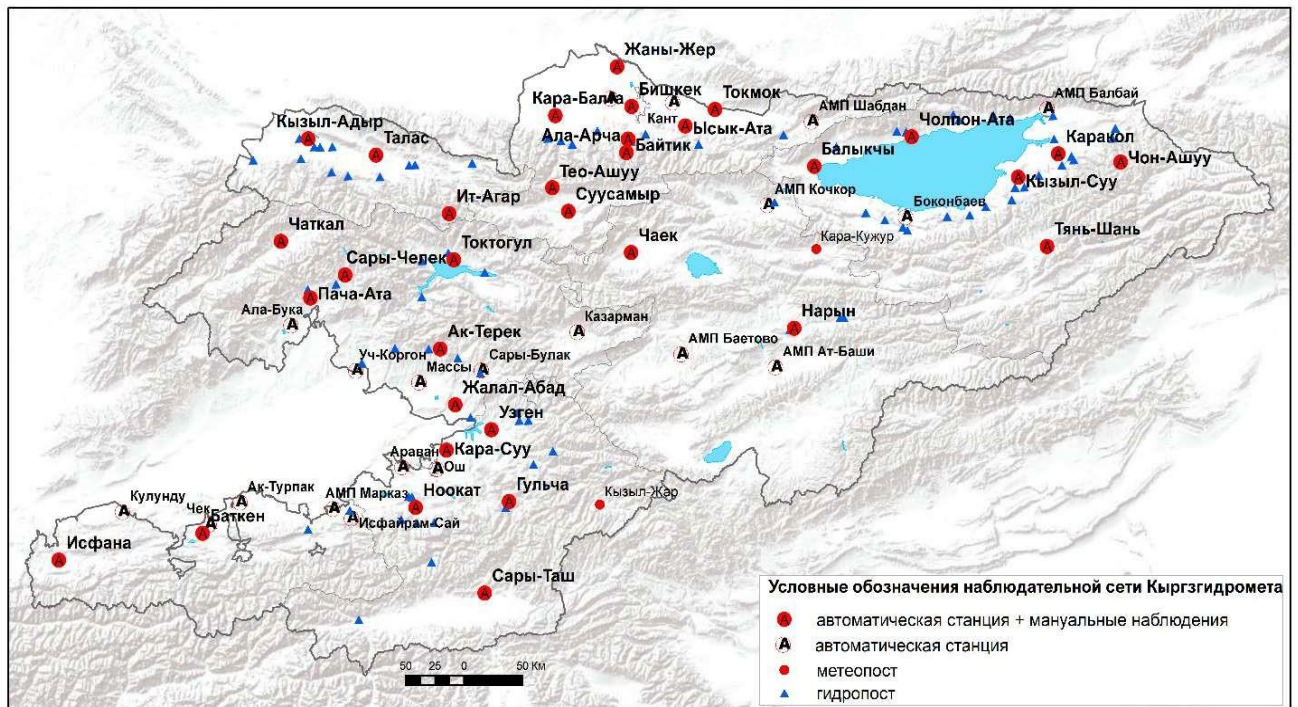 Жаны-Жер
Бишкек
Токмок
Кара-Балта
Кант
АМП Шабдан
АМП Балбай
Кызыл-Адыр
Талас
Ала-Арча
Ысык-Ата
Байтик
Чолпон-Ата
Каракол
Балыкчы
Чон-Ашуу
Тео-Ашуу
Кызыл-Суу
Ит-Агар
Суусамыр
АМП Кочкор
Боконбаев
Чаткал
Чаек
Кара-Кужур
Тянь-Шань
Сары-Челек
Токтогул
Пача-Ата
Ала-Бука
Казарман
Нарын
Ак-Терек
АМП Баетово
АМП Ат-Баши
Уч-Коргон
Массы
Сары-Булак
Жалал-Абад
Узген
Араван
Кара-Суу
Ош
Кулунду
Ак-Турпак
АМП Марказ
Ноокат
Гульча
Кызыл-Жар
Чек
Баткен
Исфайрам-Сай
Исфана
Сары-Таш
50 25 0 50 Км
Условные обозначения наблюдательной сети Кыргзгидромета
А автоматическая станция + мануальные наблюдения
А автоматическая станция
метеопост
гидропост